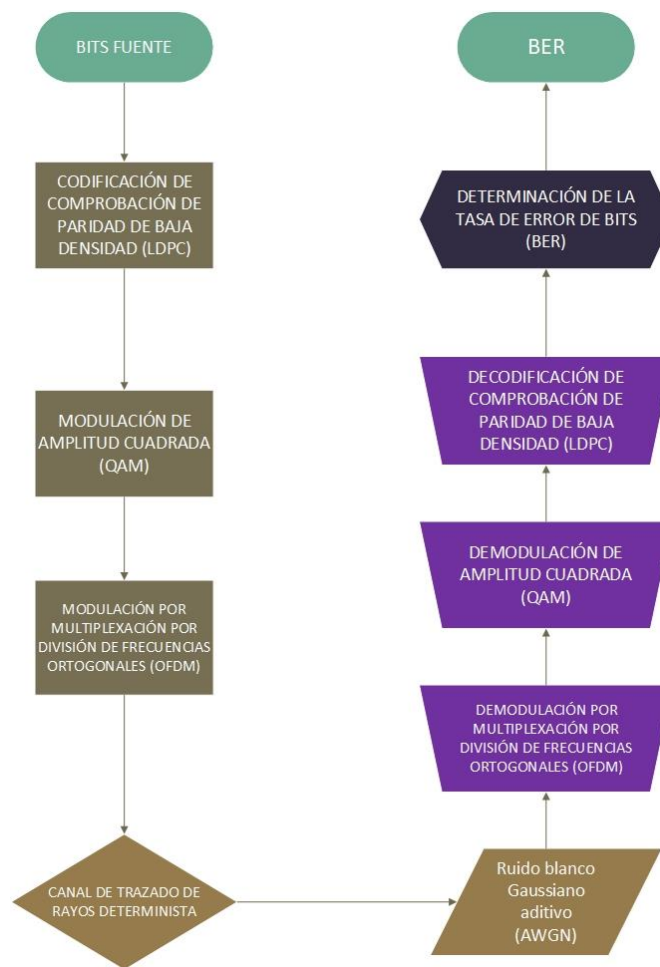 BITS FUENTE
CODIFICACIÓN DE
COMPROBACIÓN DE
PARIDAD DE BAJA
DENSIDAD (LDPC)
MODULACIÓN DE
AMPLITUD CUADRADA
(QAM)
MODULACIÓN POR
MULTIPLEXACIÓN POR
DIVISIÓN DE FRECUENCIAS
ORTOGONALES (OFDM)
CANAL DE TRAZADO DE
RAYOS DETERMINISTA
Ruido blanco
Gaussiano
aditivo
(AWGN)
DEMODULACIÓN POR
MULTIPLEXACIÓN POR
DIVISIÓN DE FRECUENCIAS
ORTOGONALES (OFDM)
DEMODULACIÓN DE
AMPLITUD CUADRADA
(QAM)
DECODIFICACIÓN DE
COMPROBACIÓN DE
PARIDAD DE BAJA
DENSIDAD (LDPC)
DETERMINACIÓN DE LA
TASA DE ERROR DE BITS
(BER)
BER